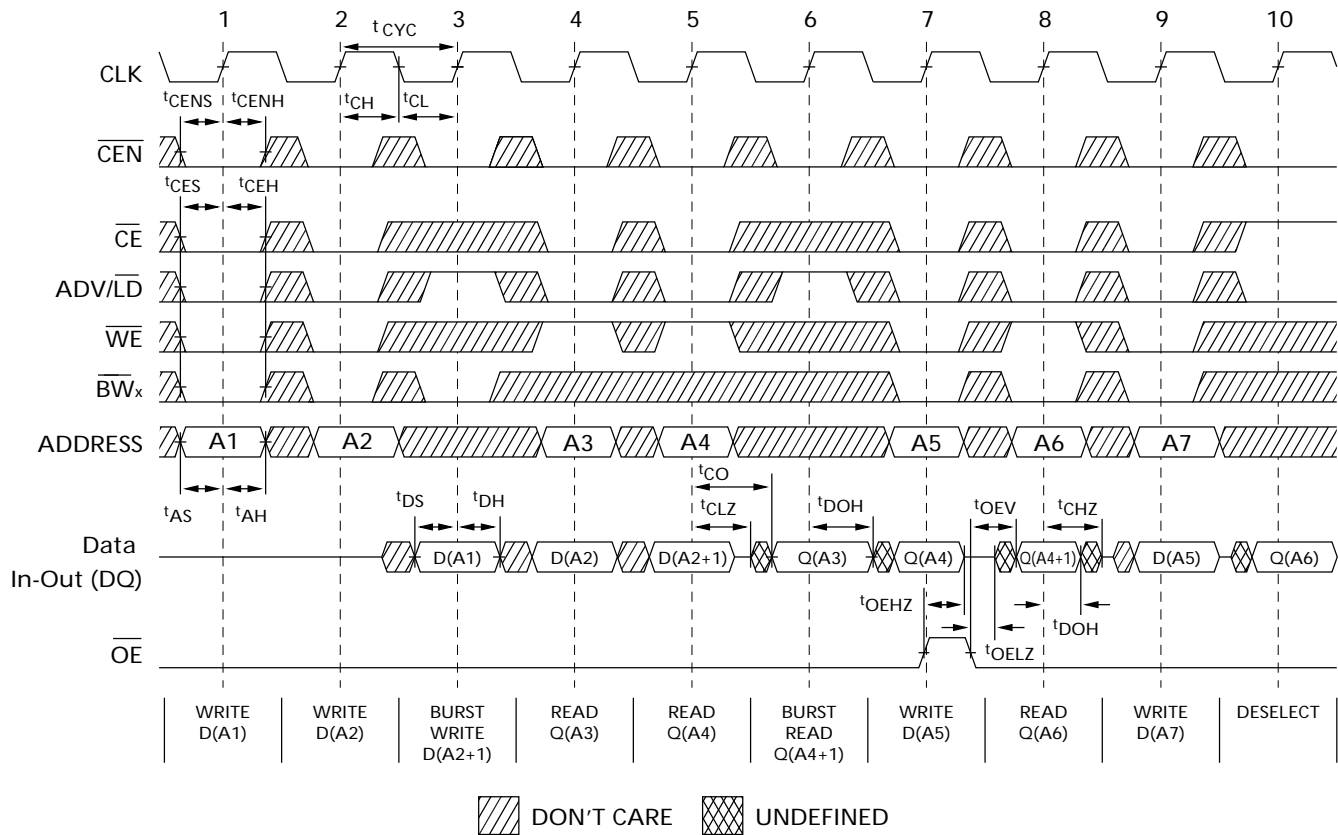 1 2 3 4 5 6 7 8 9 10
tCYC
CLK
tCENS tCENH tCH tCL
CEN
tCES tCEH
CE
ADV/LD
WE
BWx
ADDRESS A1 A2 A3 A4 A5 A6 A7
tCO
tAS tAH tDS tDH tCLZ tDOH tOEV tCHZ
Data
In-Out (DQ)
D(A1) D(A2) D(A2+1) Q(A3) Q(A4) Q(A4+1) D(A5) Q(A6)
tOEHZ tDOH
tOELZ
OE
WRITE
D(A1)
WRITE
D(A2)
BURST
WRITE
D(A2+1)
READ
Q(A3)
READ
Q(A4)
BURST
READ
Q(A4+1)
WRITE
D(A5)
READ
Q(A6)
WRITE
D(A7)
DESELECT
DON'T CARE UNDEFINED